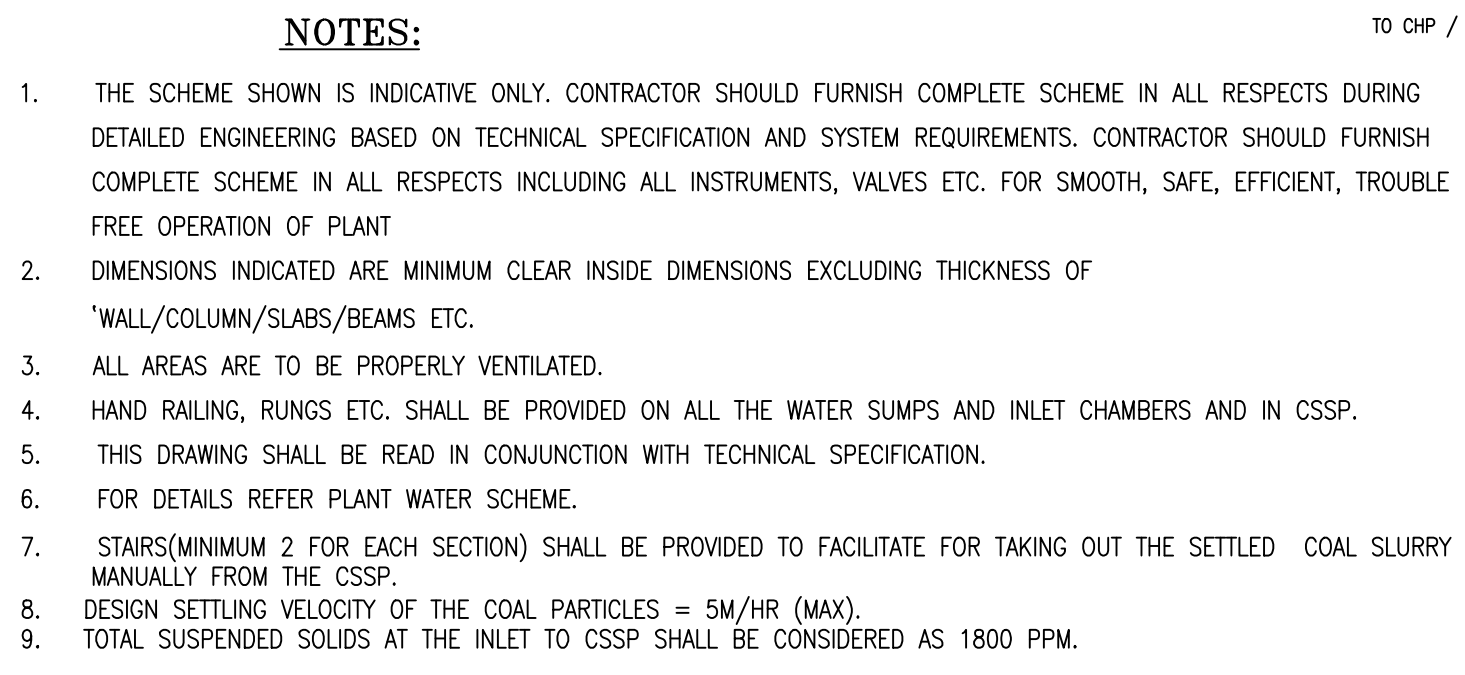 NOTES:
TO CHP /
1. THE SCHEME SHOWN IS INDICATIVE ONLY. CONTRACTOR SHOULD FURNISH COMPLETE SCHEME IN ALL RESPECTS DURING
DETAILED ENGINEERING BASED ON TECHNICAL SPECIFICATION AND SYSTEM REQUIREMENTS. CONTRACTOR SHOULD FURNISH
COMPLETE SCHEME IN ALL RESPECTS INCLUDING ALL INSTRUMENTS, VALVES ETC. FOR SMOOTH, SAFE, EFFICIENT, TROUBLE
FREE OPERATION OF PLANT
2. DIMENSIONS INDICATED ARE MINIMUM CLEAR INSIDE DIMENSIONS EXCLUDING THICKNESS OF
‘WALL/COLUMN/SLABS/BEAMS ETC.
3. ALL AREAS ARE TO BE PROPERLY VENTILATED.
4. HAND RAILING, RUNGS ETC. SHALL BE PROVIDED ON ALL THE WATER SUMPS AND INLET CHAMBERS AND IN CSSP.
5. THIS DRAWING SHALL BE READ IN CONJUNCTION WITH TECHNICAL SPECIFICATION.
6. FOR DETAILS REFER PLANT WATER SCHEME.
7. STAIRS(MINIMUM 2 FOR EACH SECTION) SHALL BE PROVIDED TO FACILITATE FOR TAKING OUT THE SETTLED COAL SLURRY
MANUALLY FROM THE CSSP.
8. DESIGN SETTLING VELOCITY OF THE COAL PARTICLES = 5M/HR (MAX).
9. TOTAL SUSPENDED SOLIDS AT THE INLET TO CSSP SHALL BE CONSIDERED AS 1800 PPM.